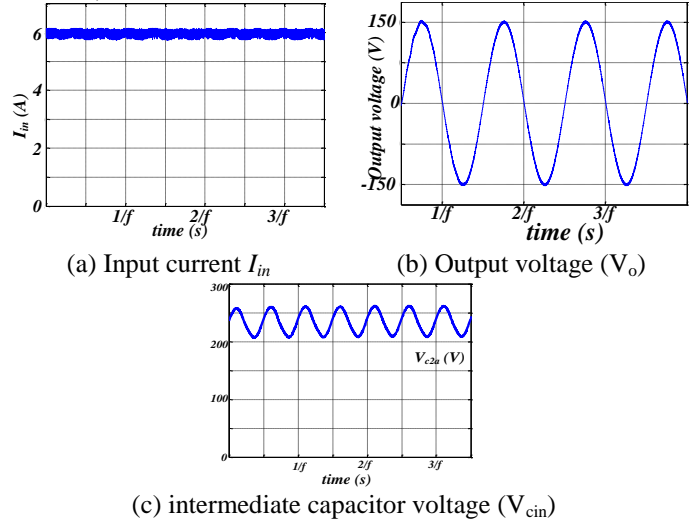 6
4
2
0
I_in (A)
1/f
2/f
3/f
time (s)
(a) Input current I_in
150
0
-150
Output voltage (V)
1/f
2/f
3/f
time (s)
(b) Output voltage (V_o)
300
200
100
0
V_c2a (V)
1/f
2/f
3/f
time (s)
(c) intermediate capacitor voltage (V_cin)